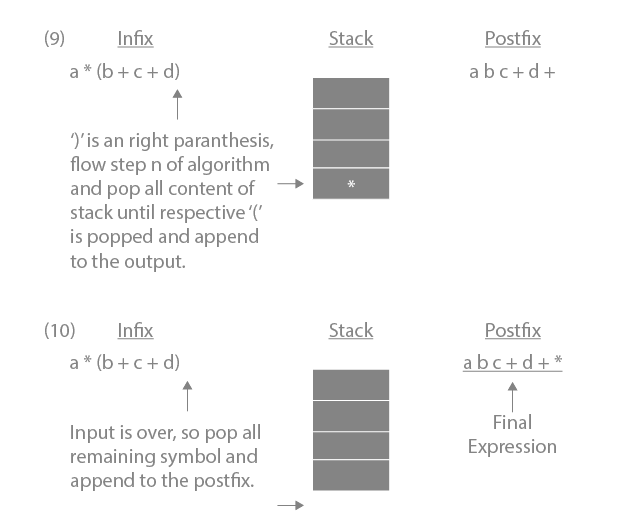 (9) Infix Stack Postfix
a * (b + c + d) a b c + d +
‘)’ is an right paranthesis,
flow step n of algorithm
and pop all content of
*
stack until respective ‘(’
is popped and append
to the output.
(10) Infix Stack Postfix
a * (b + c + d) a b c + d + *
Final
Expression
Input is over, so pop all
remaining symbol and
append to the postfix.